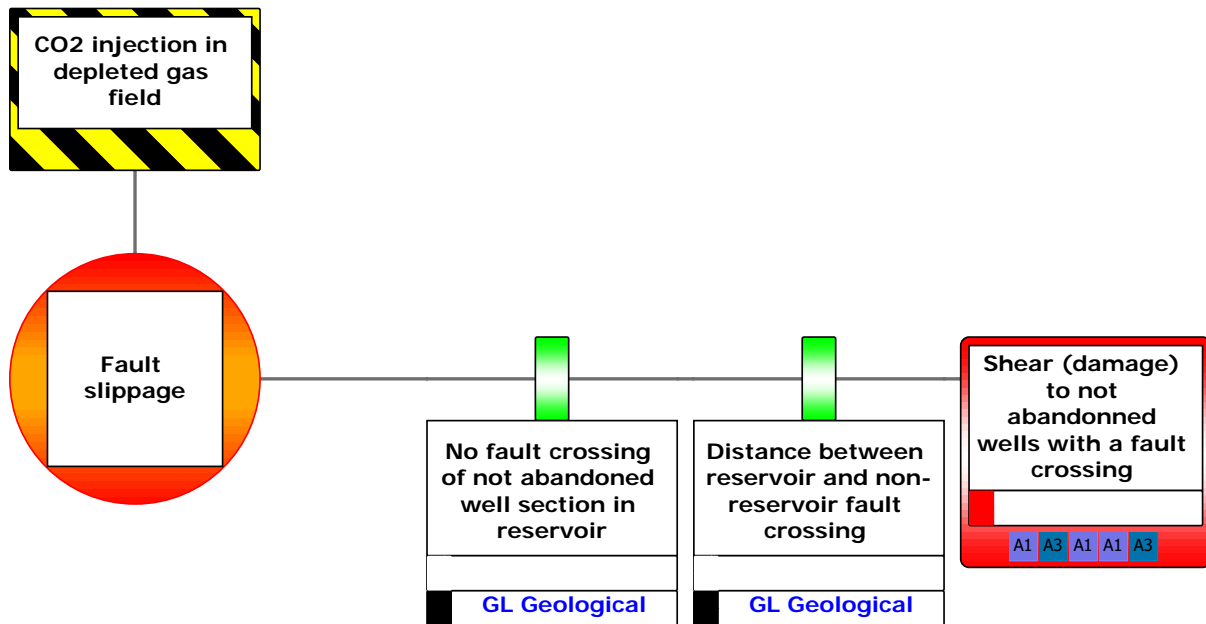 CO2 injection in
depleted gas
field
Fault
slippage
No fault crossing
of not abandoned
well section in
reservoir
GL Geological
Distance between
reservoir and non-
reservoir fault
crossing
GL Geological
Shear (damage)
to not
abandonned
wells with a fault
crossing
A1 A3 A1 A1 A3